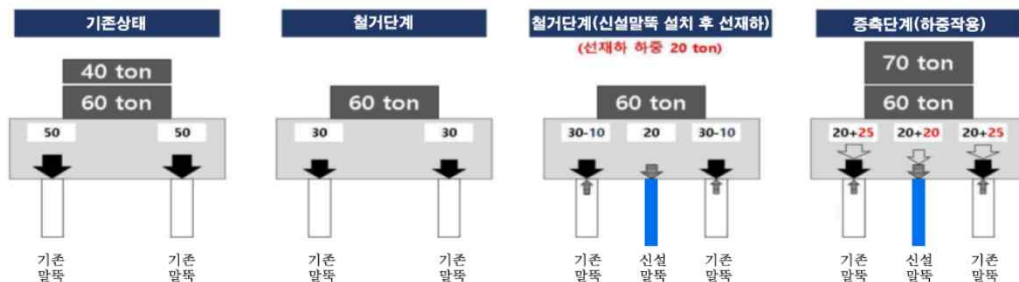 기존상태
40 ton
60 ton
50
50
기존
말뚝
기존
말뚝
철거단계
60 ton
30
30
기존
말뚝
기존
말뚝
철거단계(신설말뚝 설치 후 선재하)
(선재하 하중 20 ton)
60 ton
30-10
20
30-10
기존
말뚝
신설
말뚝
기존
말뚝
증축단계(하중작용)
70 ton
60 ton
20+25
20+20
20+25
기존
말뚝
신설
말뚝
기존
말뚝